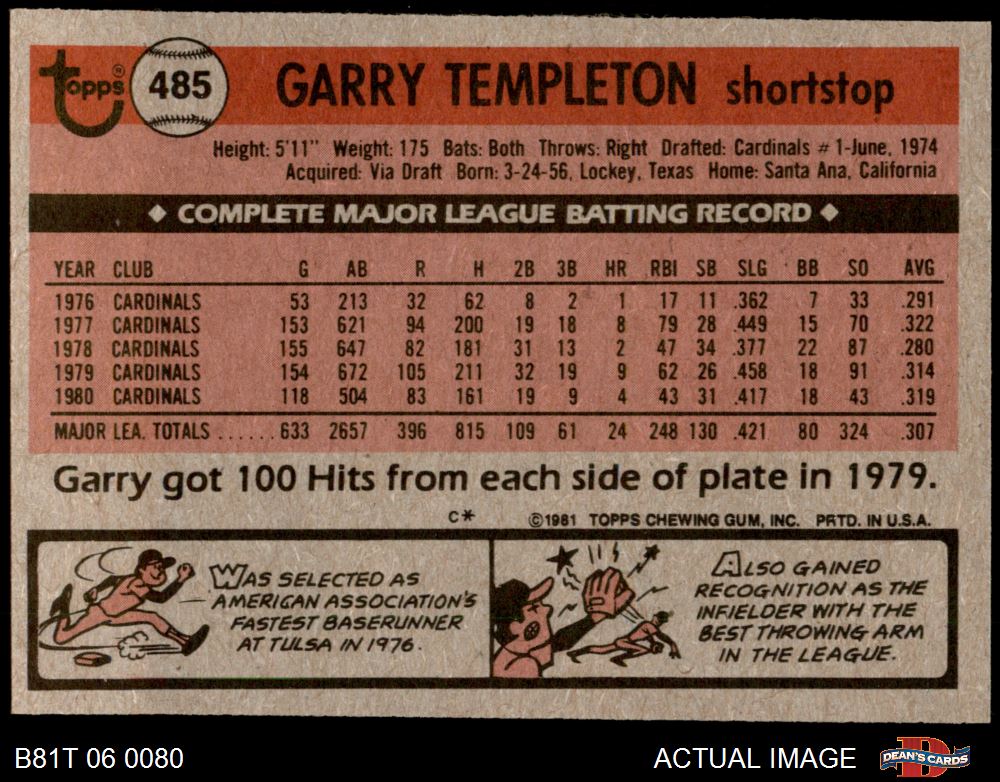 Topps®
485
GARRY TEMPLETON shortstop
Height: 5'11" Weight: 175 Bats: Both Throws: Right Drafted: Cardinals #1-June, 1974
Acquired: Via Draft Born: 3-24-56, Lockey, Texas Home: Santa Ana, California
◆ COMPLETE MAJOR LEAGUE BATTING RECORD ◆
YEAR CLUB G AB R H 2B 3B HR RBI SB SLG BB SO AVG
1976 CARDINALS 53 213 32 62 8 2 1 17 11 .362 7 33 .291
1977 CARDINALS 153 621 94 200 19 18 8 79 28 .449 15 70 .322
1978 CARDINALS 155 647 82 181 31 13 2 47 34 .377 22 87 .280
1979 CARDINALS 154 672 105 211 32 19 9 62 26 .458 18 91 .314
1980 CARDINALS 118 504 83 161 19 9 4 43 31 .417 18 43 .319
MAJOR LEA. TOTALS ...... 633 2657 396 815 109 61 24 248 130 .421 80 324 .307
Garry got 100 Hits from each side of plate in 1979.
C* ©1981 TOPPS CHEWING GUM, INC. PRTD. IN U.S.A.
WAS SELECTED AS
AMERICAN ASSOCIATION'S
FASTEST BASERUNNER
AT TULSA IN 1976.
ALSO GAINED
RECOGNITION AS THE
INFIELDER WITH THE
BEST THROWING ARM
IN THE LEAGUE.
B81T 06 0080 ACTUAL IMAGE
DEAN'S CARDS